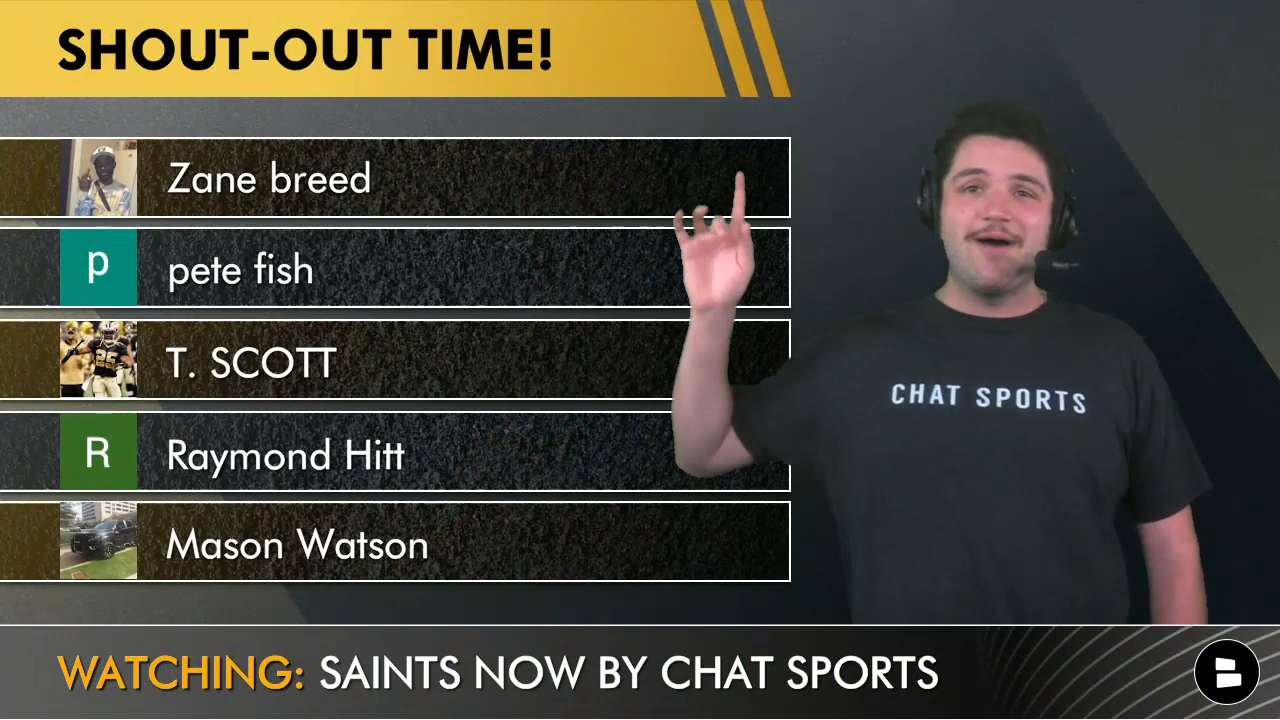 SHOUT-OUT TIME!
Zane breed
p
pete fish
25
T. SCOTT
R
Raymond Hitt
Mason Watson
CHAT SPORTS
WATCHING: SAINTS NOW BY CHAT SPORTS